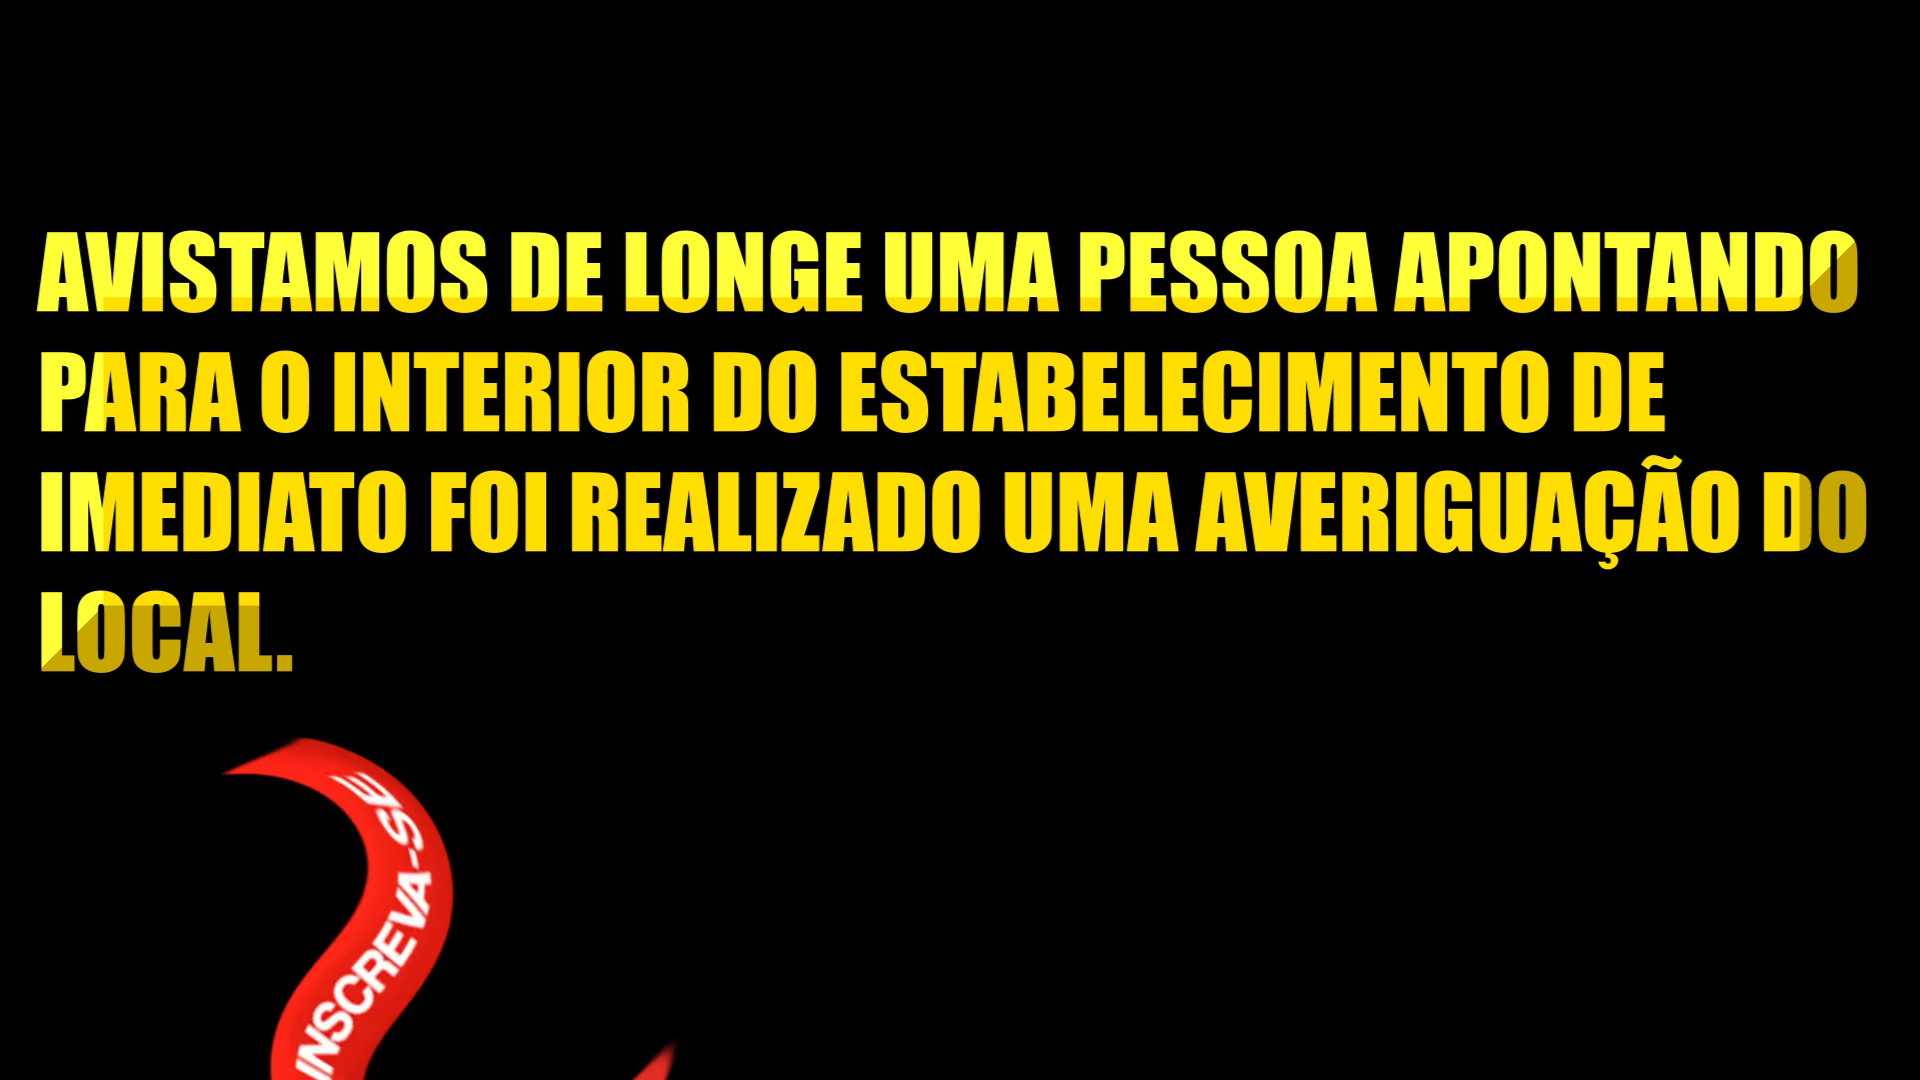 AVISTAMOS DE LONGE UMA PESSOA APONTANDO
PARA O INTERIOR DO ESTABELECIMENTO DE
IMEDIATO FOI REALIZADO UMA AVERIGUAÇÃO DO
LOCAL.
INSCREVA-SE